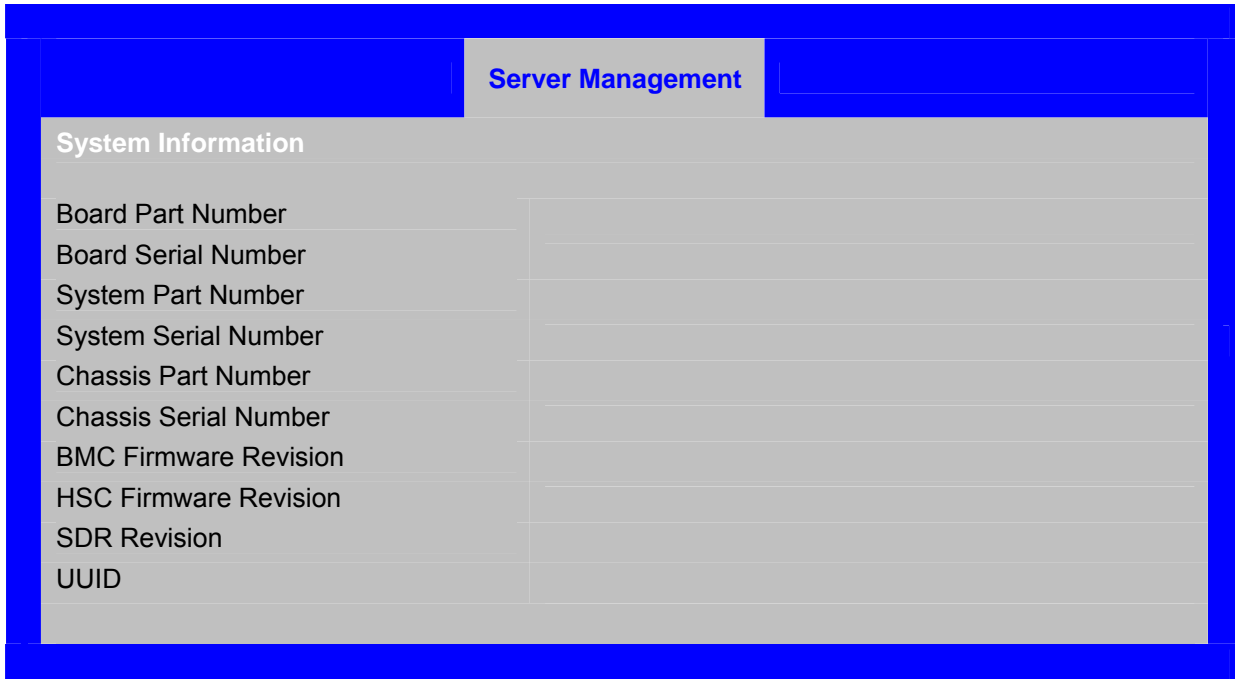 Server Management
System Information
Board Part Number
Board Serial Number
System Part Number
System Serial Number
Chassis Part Number
Chassis Serial Number
BMC Firmware Revision
HSC Firmware Revision
SDR Revision
UUID